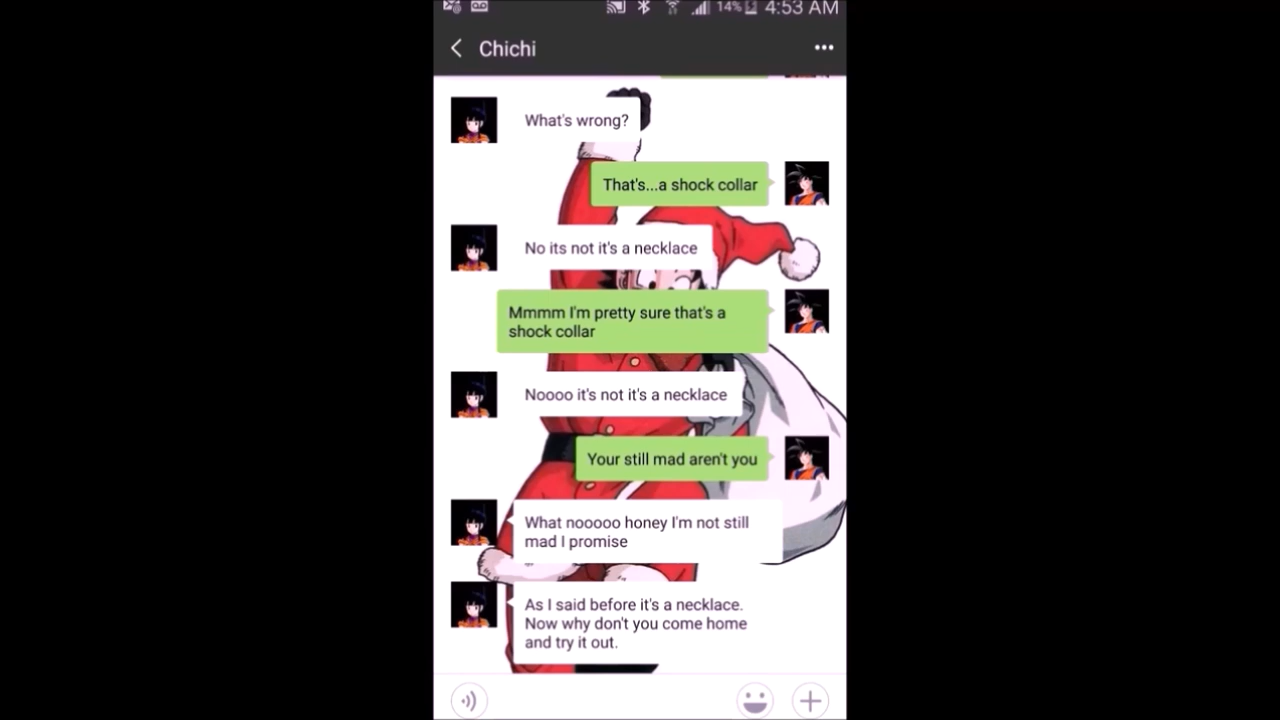 14% 4:53 AM
Chichi
What's wrong?
That's...a shock collar
No its not it's a necklace
Mmmm I'm pretty sure that's a
shock collar
Noooo it's not it's a necklace
Your still mad aren't you
What nooooo honey I'm not still
mad I promise
As I said before it's a necklace.
Now why don't you come home
and try it out.